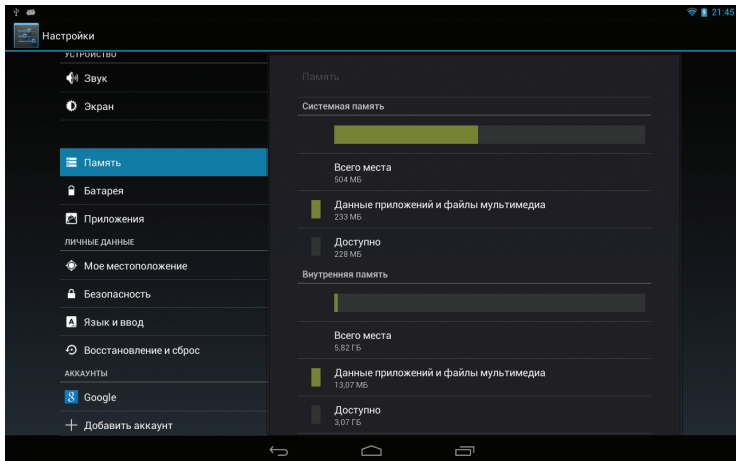 21:45
Настройки
УСТРОЙСТВО
Звук
Экран
Память
Батарея
Приложения
ЛИЧНЫЕ ДАННЫЕ
Мое местоположение
Безопасность
Язык и ввод
Восстановление и сброс
АККАУНТЫ
Google
Добавить аккаунт
Память
Системная память
Всего места
504 МБ
Данные приложений и файлы мультимедиа
233 МБ
Доступно
228 МБ
Внутренняя память
Всего места
5,82 ГБ
Данные приложений и файлы мультимедиа
13,07 МБ
Доступно
3,07 ГБ